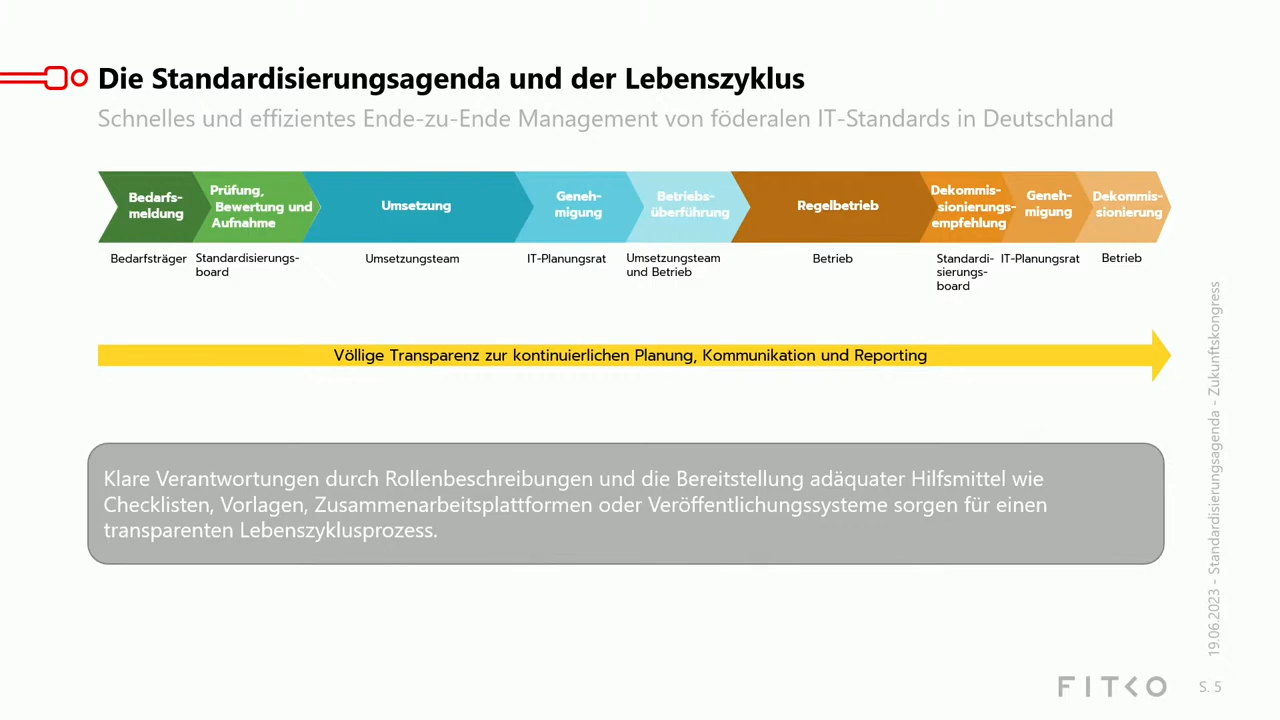 Die Standardisierungsagenda und der Lebenszyklus
Schnelles und effizientes Ende-zu-Ende Management von föderalen IT-Standards in Deutschland
Bedarfs-
meldung
Prüfung,
Bewertung und
Aufnahme
Umsetzung
Geneh-
migung
Betriebs-
überführung
Regelbetrieb
Dekommis-
sionierungs-
empfehlung
Geneh-
migung
Dekommis-
sionierung
Bedarfsträger
Standardisierungs-
board
Umsetzungsteam
IT-Planungsrat
Umsetzungsteam
und Betrieb
Betrieb
Standardi-
sierungs-
board
IT-Planungsrat
Betrieb
Völlige Transparenz zur kontinuierlichen Planung, Kommunikation und Reporting
Klare Verantwortungen durch Rollenbeschreibungen und die Bereitstellung adäquater Hilfsmittel wie
Checklisten, Vorlagen, Zusammenarbeitsplattformen oder Veröffentlichungssysteme sorgen für einen
transparenten Lebenszyklusprozess.
19.06.2023 - Standardisierungsagenda - Zukunftskongress
FITKO
S. 5